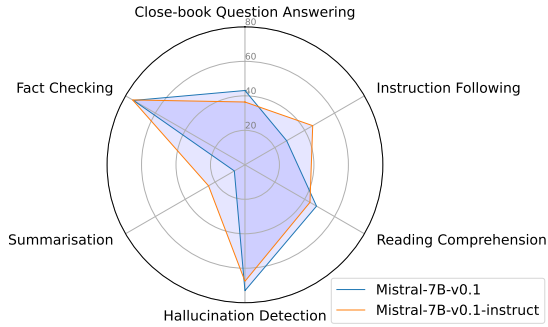 Close-book Question Answering
80
60
40
20
Fact Checking
Instruction Following
Summarisation
Reading Comprehension
Hallucination Detection
Mistral-7B-v0.1
Mistral-7B-v0.1-instruct